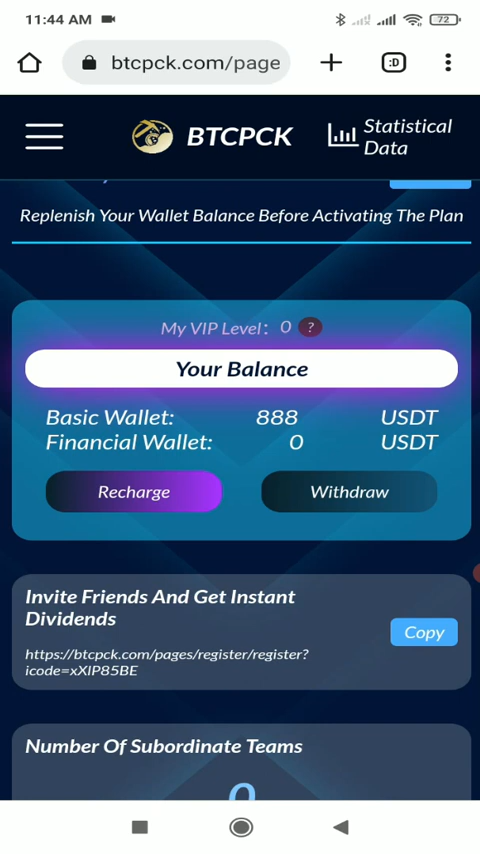 11:44 AM
72
btcpck.com/page
:D
BTCPCK
Statistical
Data
Replenish Your Wallet Balance Before Activating The Plan
My VIP Level: 0 ?
Your Balance
Basic Wallet: 888 USDT
Financial Wallet: 0 USDT
Recharge
Withdraw
Invite Friends And Get Instant
Dividends
https://btcpck.com/pages/register/register?
icode=xXIP85BE
Copy
Number Of Subordinate Teams
0